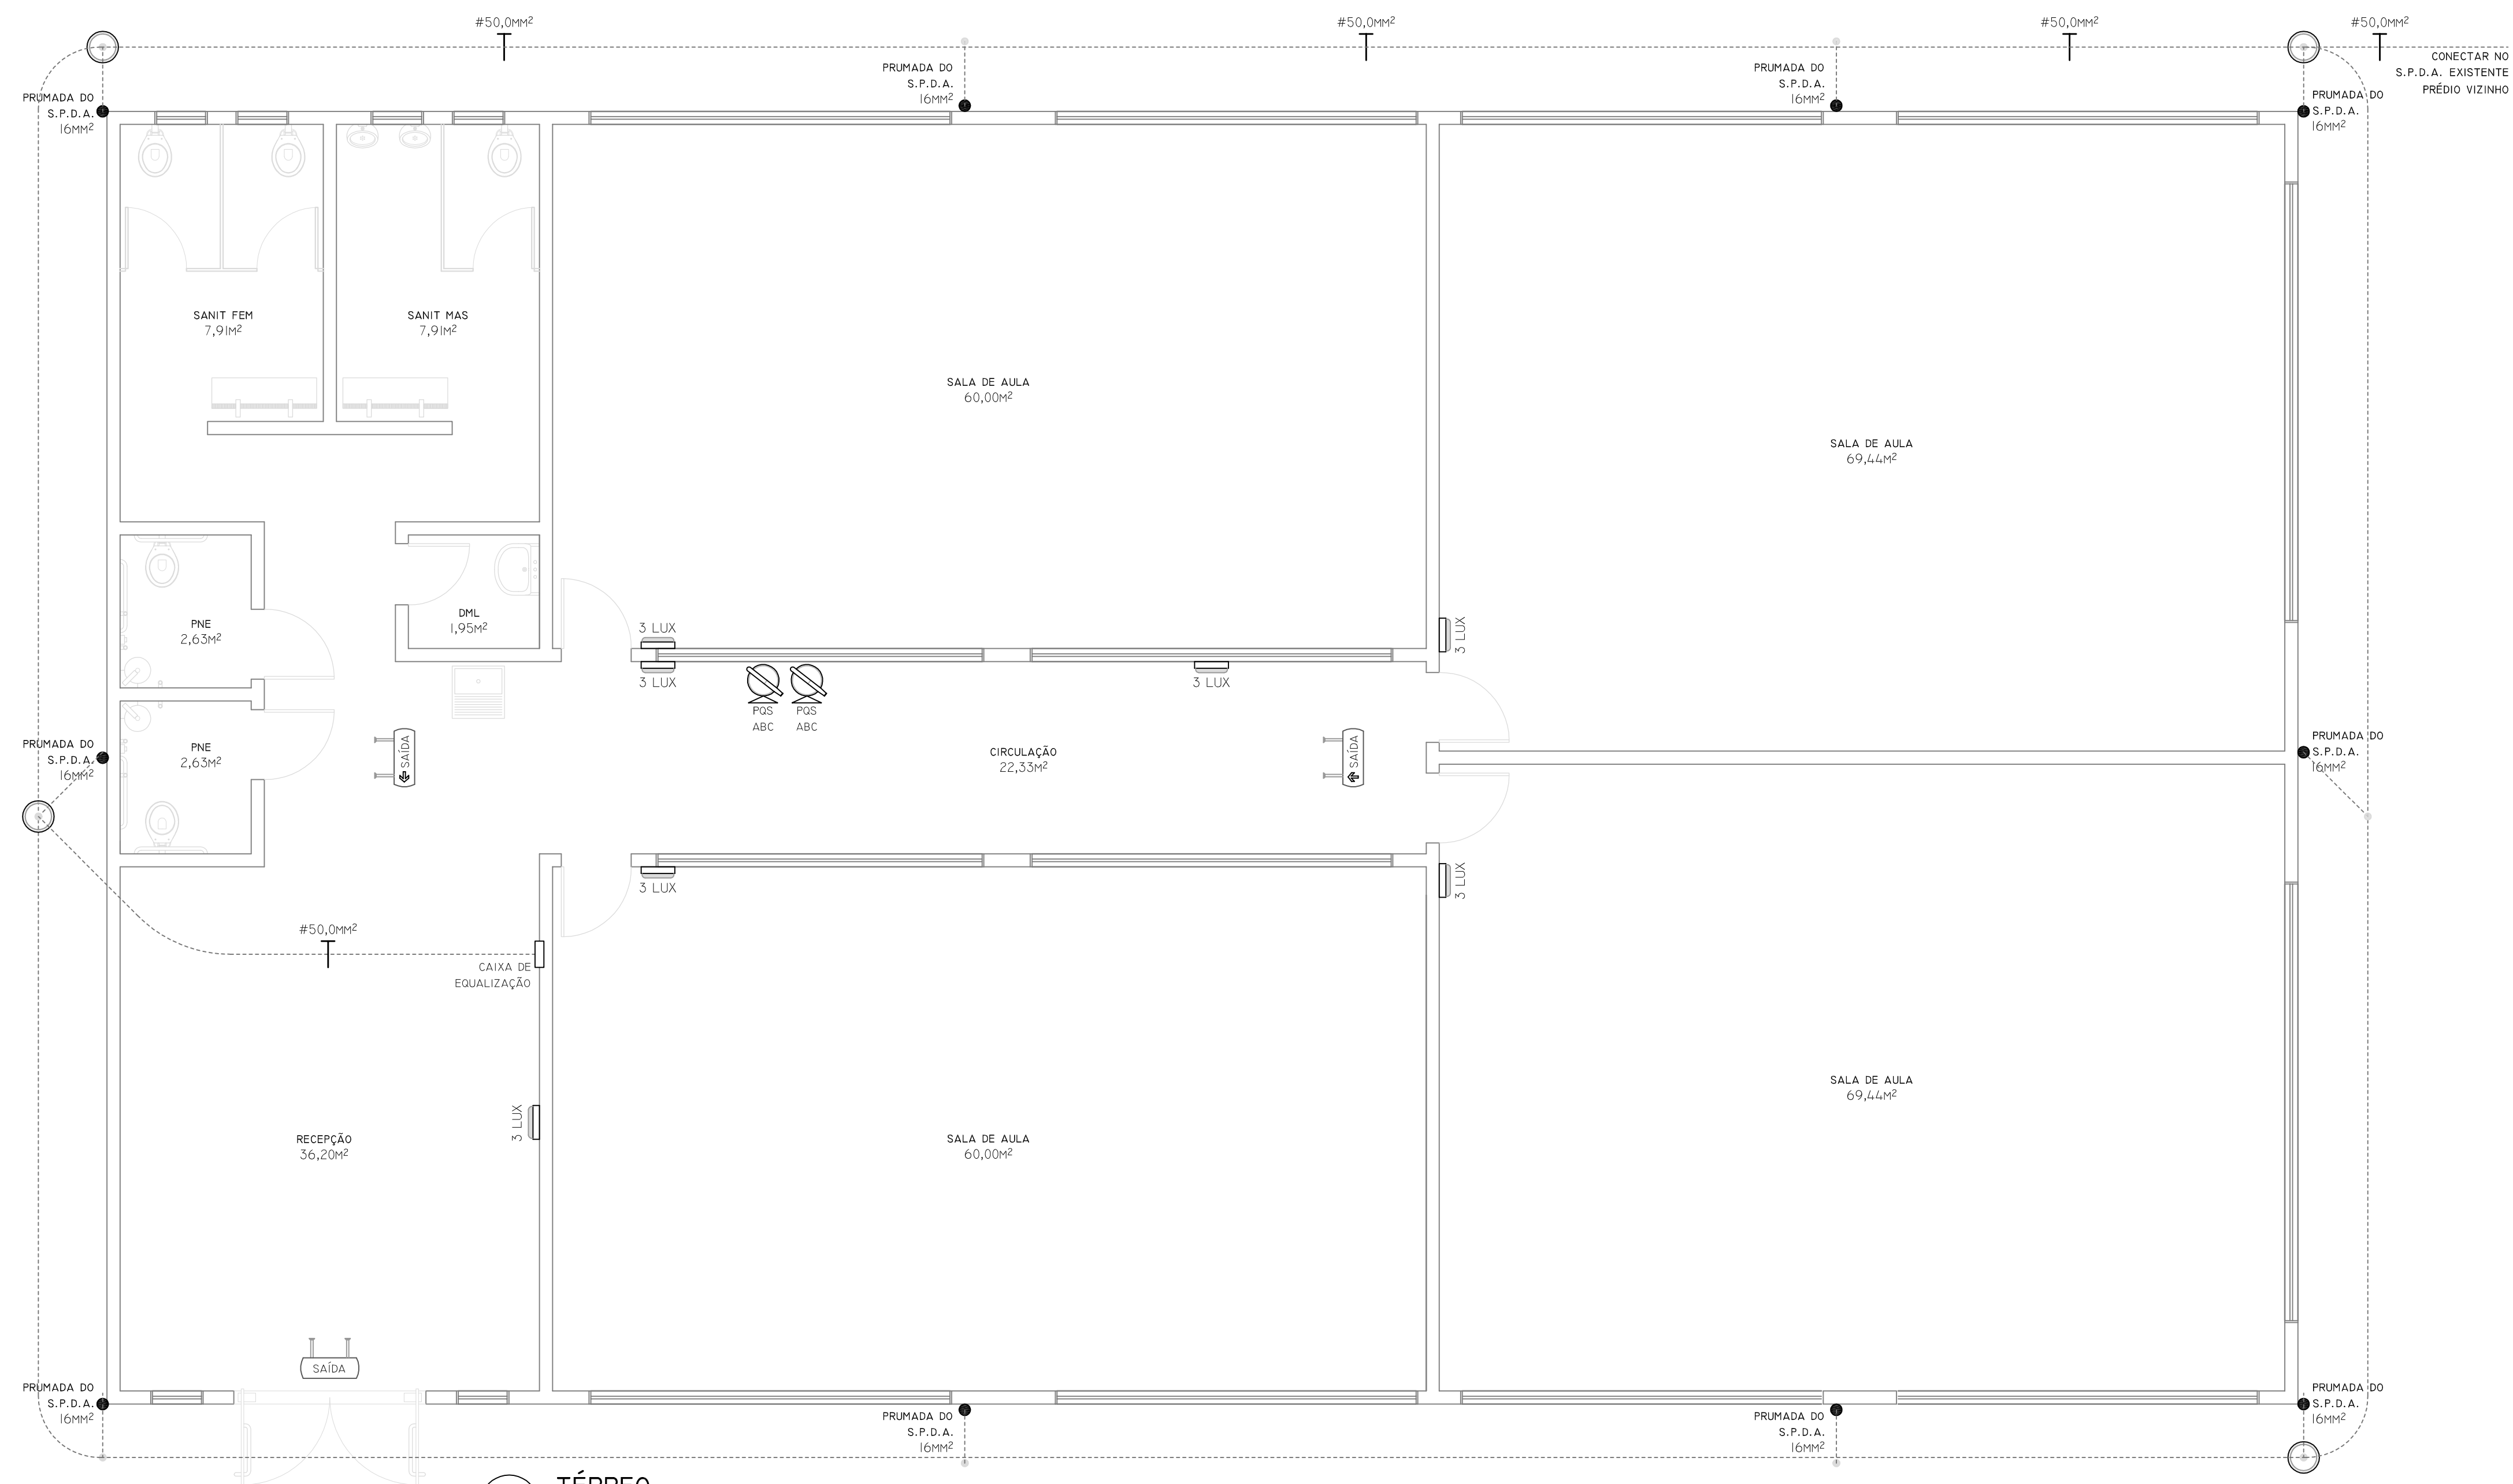 #50,0MM²
#50,0MM²
#50,0MM²
#50,0MM²
CONECTAR NO
S.P.D.A. EXISTENTE
PRÉDIO VIZINHO
PRUMADA DO
S.P.D.A.
16MM²
PRUMADA DO
S.P.D.A.
16MM²
PRUMADA DO
S.P.D.A.
16MM²
PRUMADA DO
S.P.D.A.
16MM²
SANIT FEM
7,91M²
SANIT MAS
7,91M²
SALA DE AULA
60,00M²
SALA DE AULA
69,44M²
PNE
2,63M²
DML
1,95M²
3 LUX
3 LUX
3 LUX
3 LUX
PQS
ABC
PQS
ABC
PRUMADA DO
S.P.D.A.
16MM²
PNE
2,63M²
SAÍDA
CIRCULAÇÃO
22,33M²
SAÍDA
PRUMADA DO
S.P.D.A.
16MM²
3 LUX
3 LUX
#50,0MM²
CAIXA DE
EQUALIZAÇÃO
RECEPÇÃO
36,20M²
3 LUX
SALA DE AULA
60,00M²
SALA DE AULA
69,44M²
SAÍDA
PRUMADA DO
S.P.D.A.
16MM²
PRUMADA DO
S.P.D.A.
16MM²
PRUMADA DO
S.P.D.A.
16MM²
PRUMADA DO
S.P.D.A.
16MM²
TÉRREO